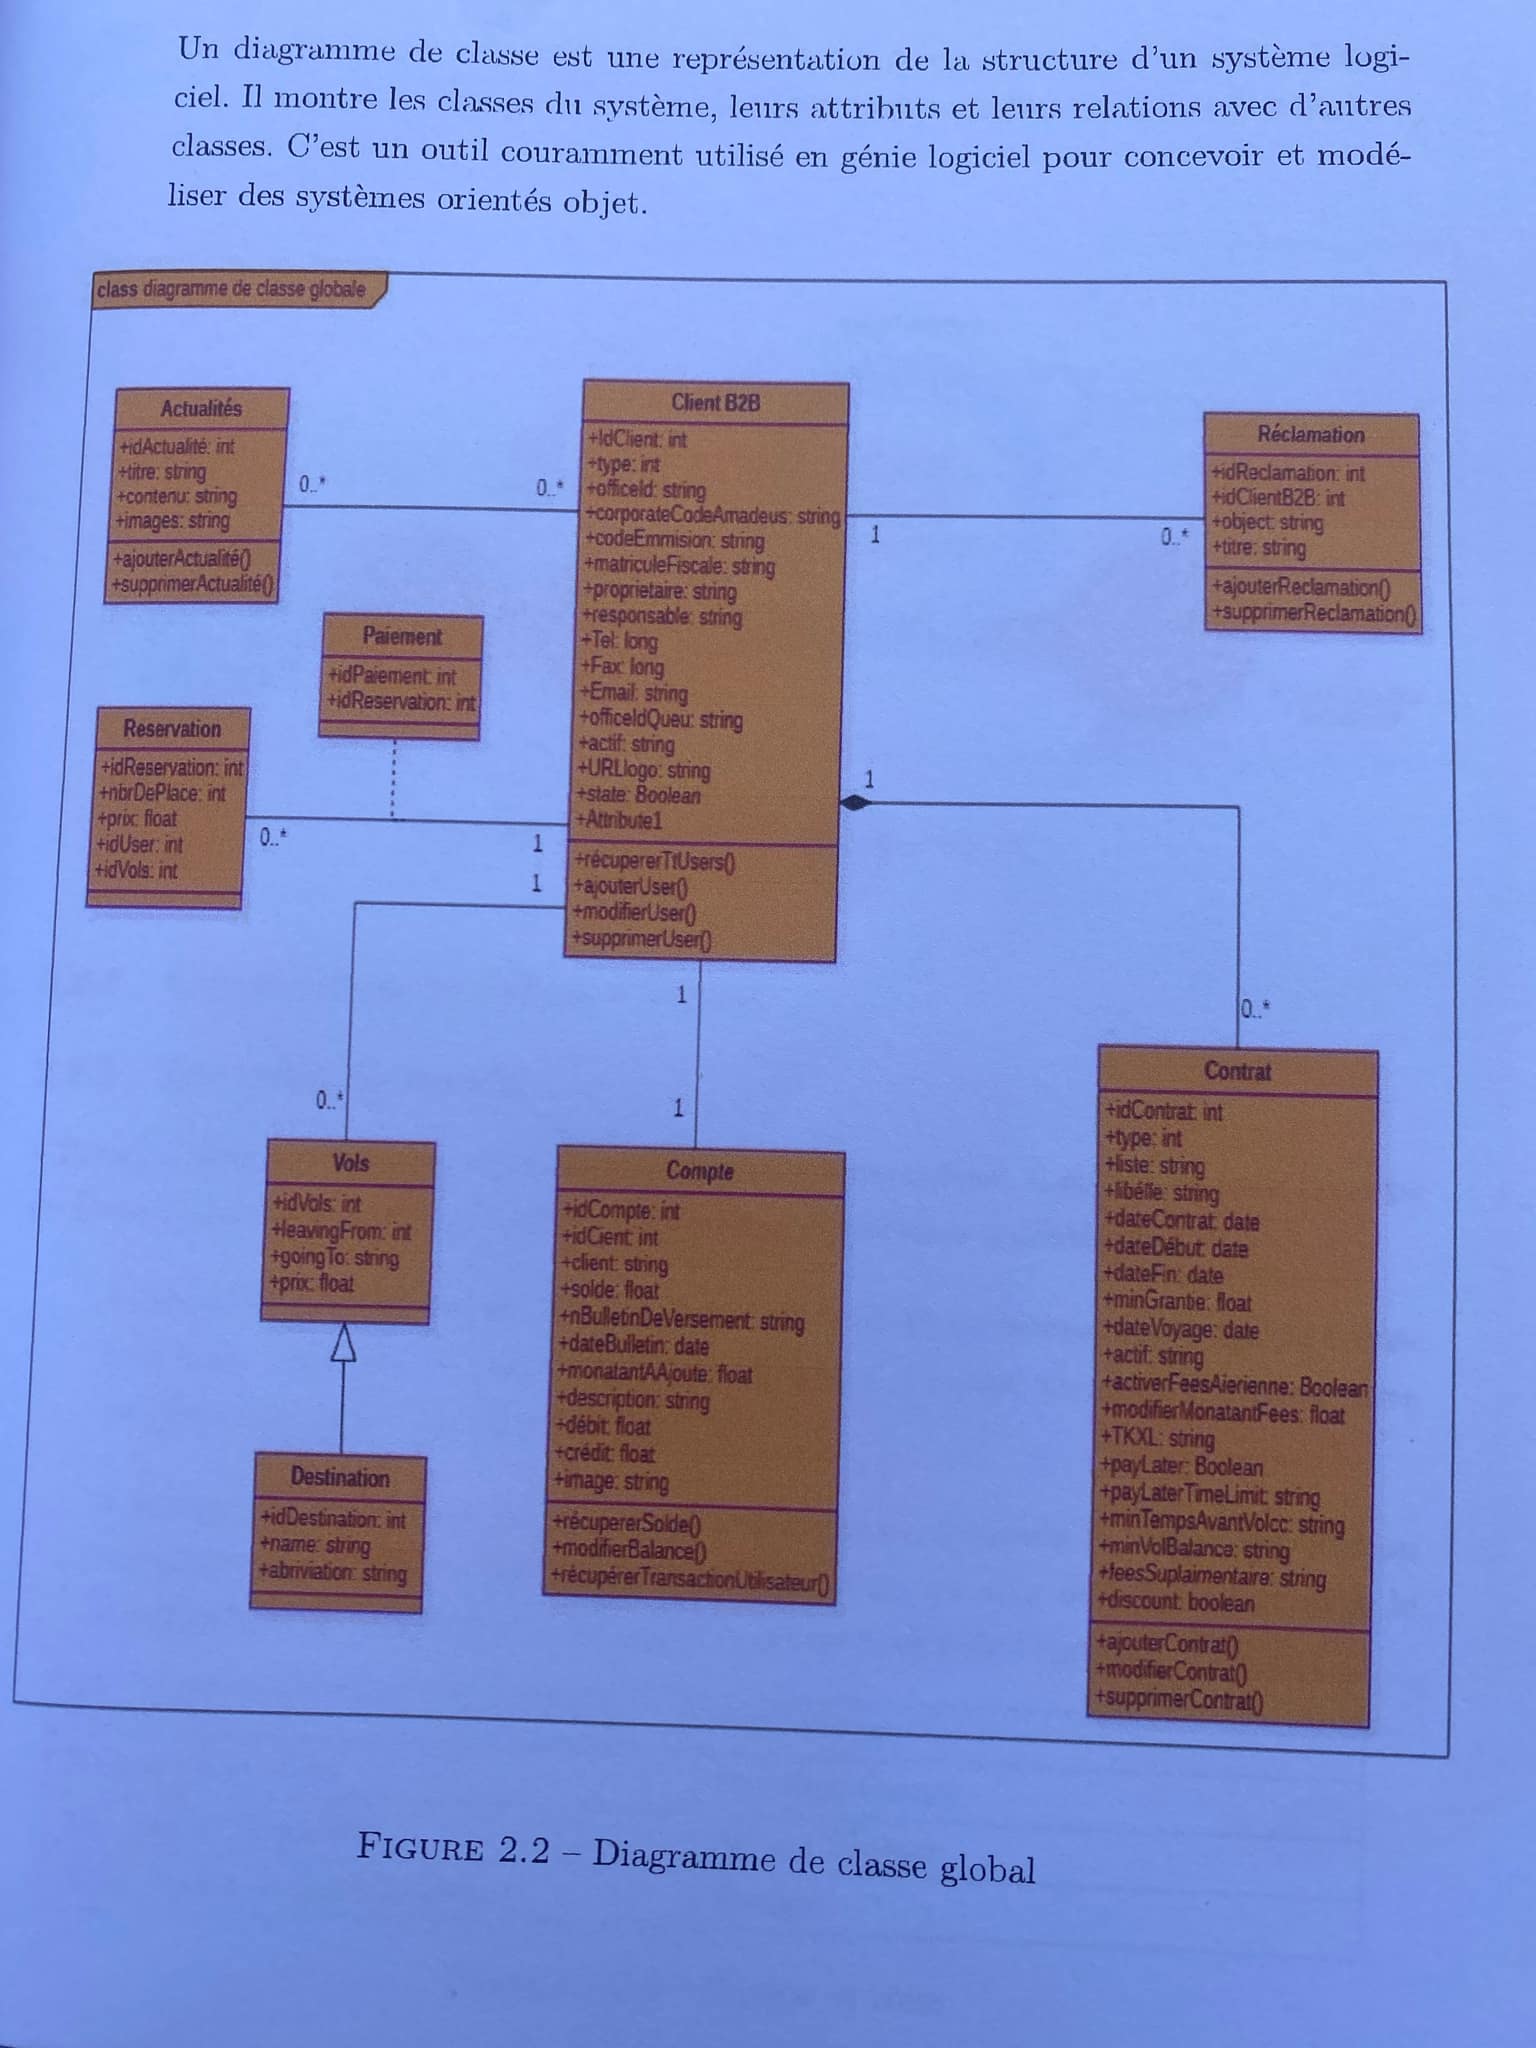 Un diagramme de classe est une représentation de la structure d'un système logi-
ciel. Il montre les classes du système, leurs attributs et leurs relations avec d'autres
classes. C'est un outil couramment utilisé en génie logiciel pour concevoir et modé-
liser des systèmes orientés objet.
class diagramme de classe globale
Actualités
+idActualité: int
+titre: string
+contenu: string
+images: string
+ajouterActualité()
+supprimerActualité()
0..*
0..*
Client B2B
+IdClient: int
+type: int
+officeId: string
+corporateCodeAmadeus: string
+codeEmmision: string
+matriculeFiscale: string
+proprietaire: string
+responsable: string
+Tel: long
+Fax: long
+Email: string
+officeIdQueu: string
+actif: string
+URLlogo: string
+state: Boolean
+Attribute1
+récupererTtUsers()
+ajouterUser()
+modifierUser()
+supprimerUser()
1
0..*
Réclamation
+idReclamation: int
+idClientB2B: int
+object: string
+titre: string
+ajouterReclamation()
+supprimerReclamation()
Paiement
+idPaiement: int
+idReservation: int
Reservation
+idReservation: int
+nbrDePlace: int
+prix: float
+idUser: int
+idVols: int
0..*
1
1
1
0..*
1
1
0..*
Vols
+idVols: int
+leavingFrom: int
+goingTo: string
+prix: float
Destination
+idDestination: int
+name: string
+abriviation: string
Compte
+idCompte: int
+idCient: int
+client: string
+solde: float
+nBulletinDeVersement: string
+dateBulletin: date
+monatantAAjoute: float
+description: string
+débit: float
+crédit: float
+image: string
+récupererSolde()
+modifierBalance()
+récupérerTransactionUtilisateur()
Contrat
+idContrat: int
+type: int
+liste: string
+libélle: string
+dateContrat: date
+dateDébut: date
+dateFin: date
+minGrantie: float
+dateVoyage: date
+actif: string
+activerFeesAierienne: Boolean
+modifierMonatantFees: float
+TKXL: string
+payLater: Boolean
+payLaterTimeLimit: string
+minTempsAvantVolcc: string
+minVolBalance: string
+feesSuplaimentaire: string
+discount: boolean
+ajouterContrat()
+modifierContrat()
+supprimerContrat()
FIGURE 2.2 – Diagramme de classe global